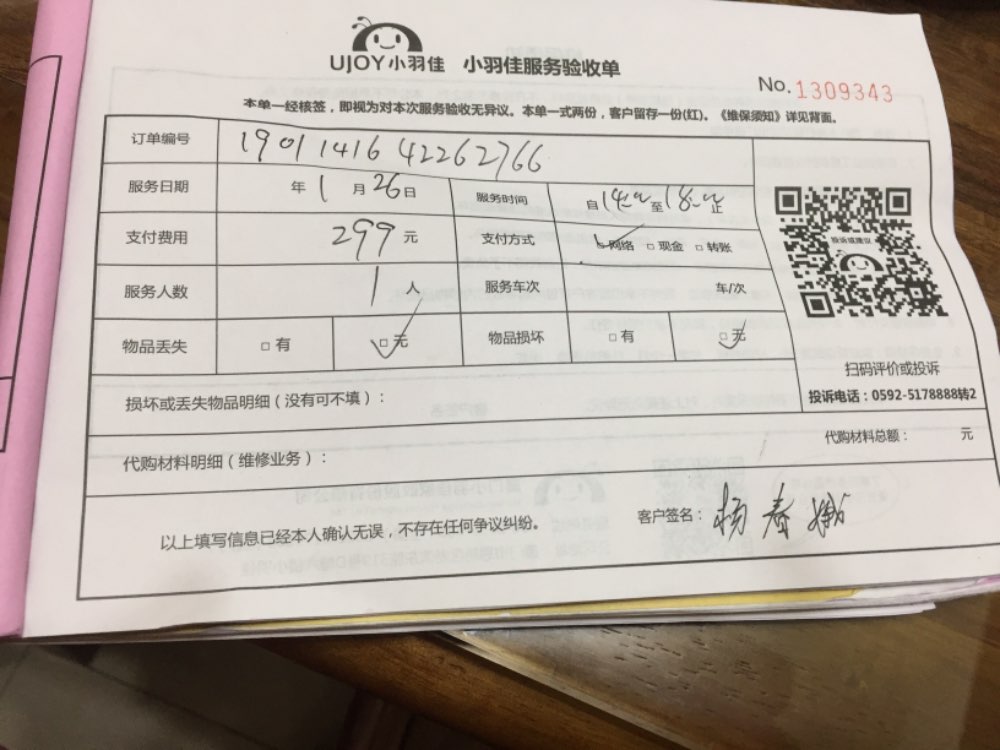 UJOY小羽佳 小羽佳服务验收单
No. 1309343
本单一经核签，即视为对本次服务验收无异议。本单一式两份，客户留存一份(红)。《维保须知》详见背面。
订单编号 1901141642262766
服务日期 年 1 月 26 日 服务时间 自 14:00 至 18:00 止
支付费用 299 元 支付方式 ☑网络 □现金 □转账
服务人数 1 人 服务车次 车/次
物品丢失 □有 ☑无 物品损坏 □有 ☑无
投诉或建议
扫码评价或投诉
投诉电话：0592-5178888转2
损坏或丢失物品明细（没有可不填）：
代购材料明细（维修业务）： 代购材料总额： 元
以上填写信息已经本人确认无误，不存在任何争议纠纷。 客户签名：杨春娥